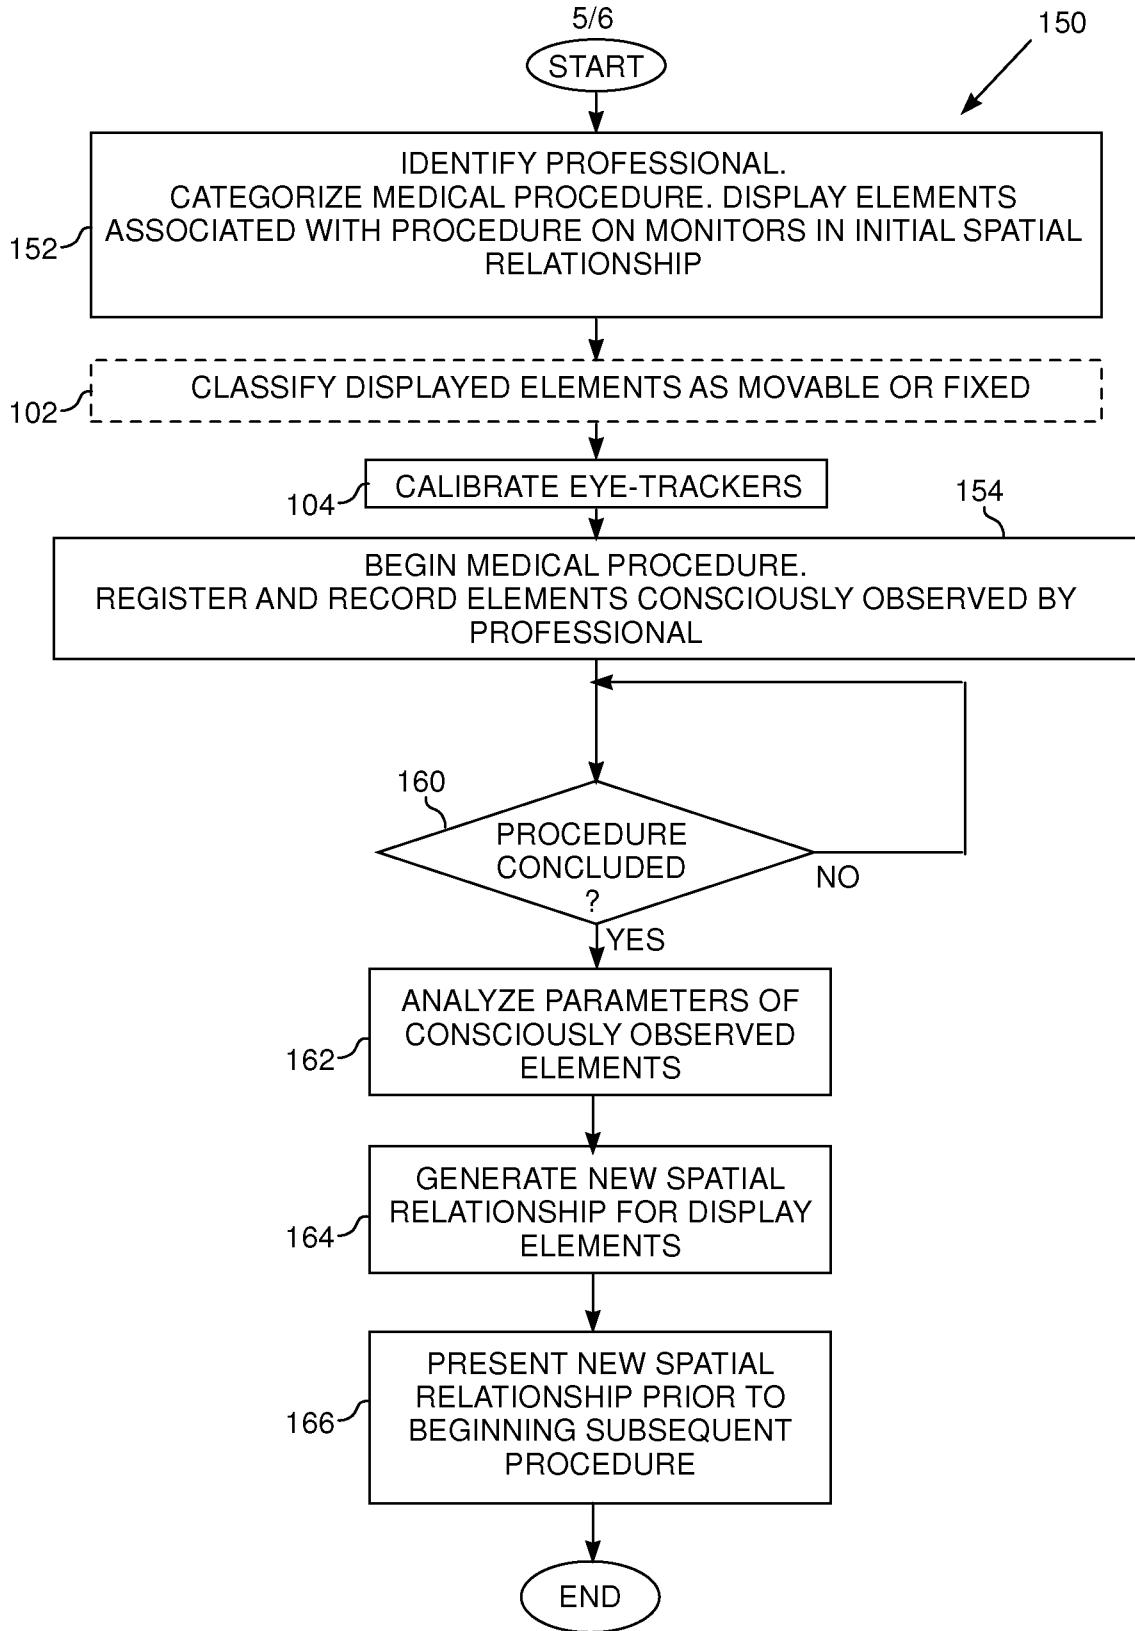 5/6
150
START
IDENTIFY PROFESSIONAL.
CATEGORIZE MEDICAL PROCEDURE. DISPLAY ELEMENTS
ASSOCIATED WITH PROCEDURE ON MONITORS IN INITIAL SPATIAL
RELATIONSHIP
152
CLASSIFY DISPLAYED ELEMENTS AS MOVABLE OR FIXED
102
CALIBRATE EYE-TRACKERS
104
154
BEGIN MEDICAL PROCEDURE.
REGISTER AND RECORD ELEMENTS CONSCIOUSLY OBSERVED BY
PROFESSIONAL
160
PROCEDURE
CONCLUDED
?
NO
YES
ANALYZE PARAMETERS OF
CONSCIOUSLY OBSERVED
ELEMENTS
162
GENERATE NEW SPATIAL
RELATIONSHIP FOR DISPLAY
ELEMENTS
164
PRESENT NEW SPATIAL
RELATIONSHIP PRIOR TO
BEGINNING SUBSEQUENT
PROCEDURE
166
END